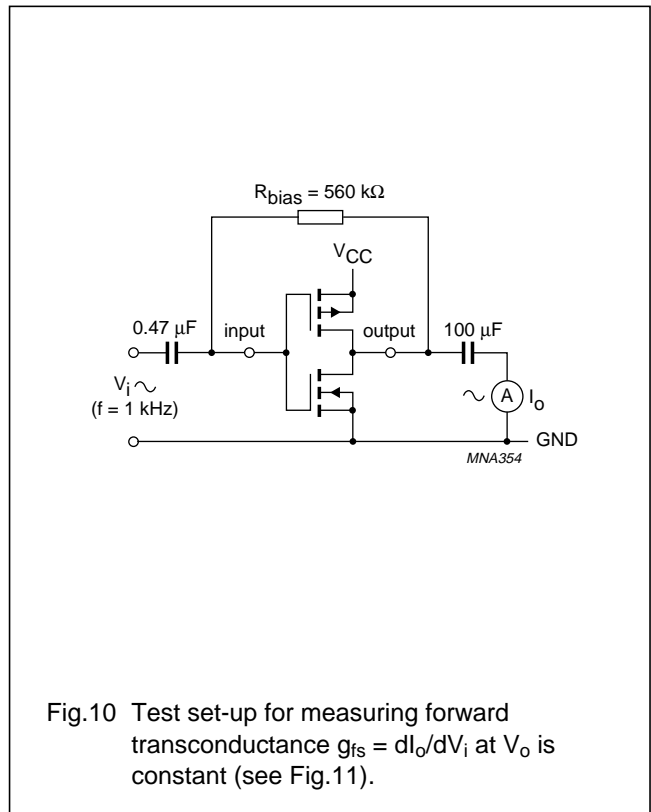 R_bias = 560 kΩ
V_CC
0.47 µF
input
output
100 µF
V_i
(f = 1 kHz)
A
I_o
GND
MNA354
Fig.10 Test set-up for measuring forward
transconductance g_fs = dI_o/dV_i at V_o is
constant (see Fig.11).